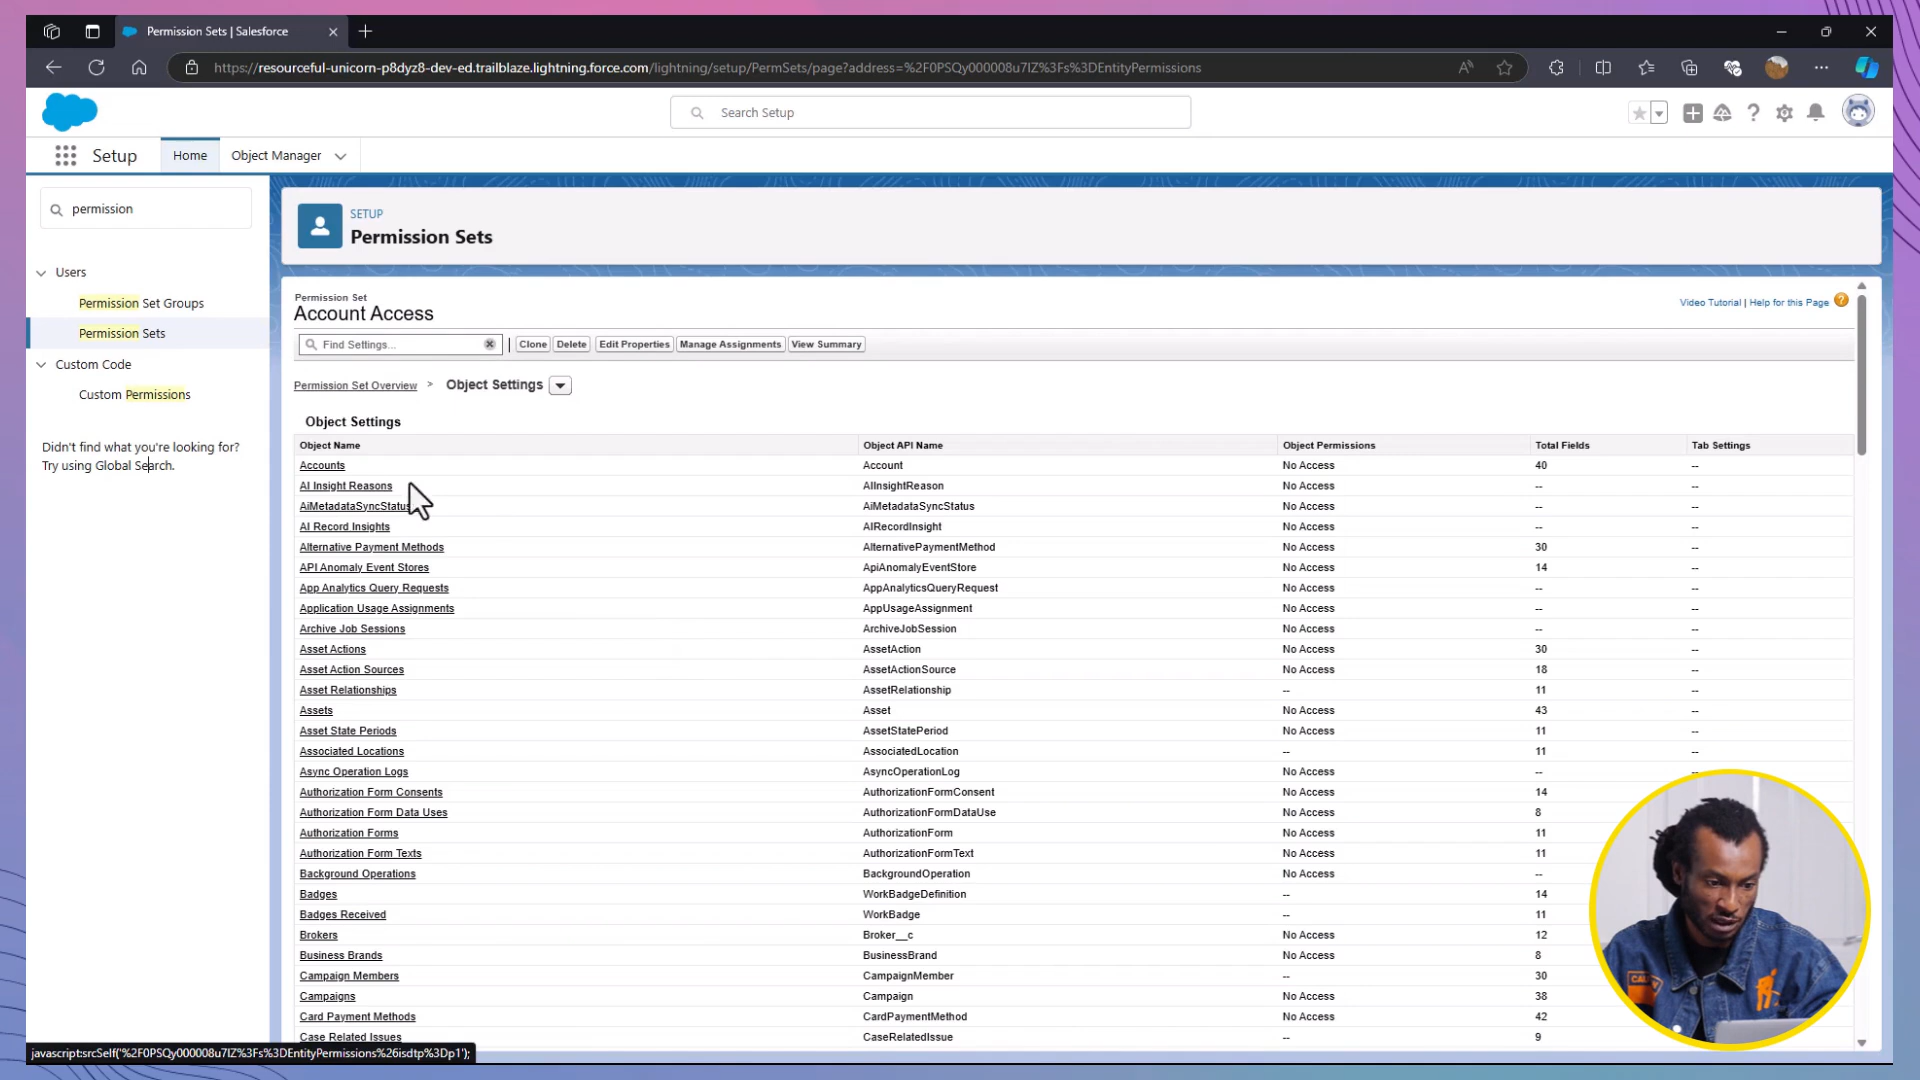 Permission Sets | Salesforce
https://resourceful-unicorn-p8dyz8-dev-ed.trailblaze.lightning.force.com/lightning/setup/PermSets/page?address=%2F0PSQy000008u7IZ%3Fs%3DEntityPermissions
Search Setup
Setup Home Object Manager
permission
Users
Permission Set Groups
Permission Sets
Custom Code
Custom Permissions
Didn't find what you're looking for?
Try using Global Search.
SETUP
Permission Sets
Permission Set
Account Access
Video Tutorial | Help for this Page
Find Settings... | Clone Delete Edit Properties Manage Assignments View Summary
Permission Set Overview > Object Settings
Object Settings
Object Name Object API Name Object Permissions Total Fields Tab Settings
Accounts Account No Access 40 --
AI Insight Reasons AIInsightReason No Access -- --
AiMetadataSyncStatus AiMetadataSyncStatus No Access -- --
AI Record Insights AIRecordInsight No Access -- --
Alternative Payment Methods AlternativePaymentMethod No Access 30 --
API Anomaly Event Stores ApiAnomalyEventStore No Access 14 --
App Analytics Query Requests AppAnalyticsQueryRequest No Access -- --
Application Usage Assignments AppUsageAssignment No Access -- --
Archive Job Sessions ArchiveJobSession No Access -- --
Asset Actions AssetAction No Access 30 --
Asset Action Sources AssetActionSource No Access 18 --
Asset Relationships AssetRelationship -- 11 --
Assets Asset No Access 43 --
Asset State Periods AssetStatePeriod No Access 11 --
Associated Locations AssociatedLocation -- 11 --
Async Operation Logs AsyncOperationLog No Access -- --
Authorization Form Consents AuthorizationFormConsent No Access 14
Authorization Form Data Uses AuthorizationFormDataUse No Access 8
Authorization Forms AuthorizationForm No Access 11
Authorization Form Texts AuthorizationFormText No Access 11
Background Operations BackgroundOperation No Access --
Badges WorkBadgeDefinition -- 14
Badges Received WorkBadge -- 11
Brokers Broker__c No Access 12
Business Brands BusinessBrand No Access 8
Campaign Members CampaignMember -- 30
Campaigns Campaign No Access 38
Card Payment Methods CardPaymentMethod No Access 42
Case Related Issues CaseRelatedIssue -- 9
javascript:srcSelf('%2F0PSQy000008u7IZ%3Fs%3DEntityPermissions%26isdtp%3Dp1');